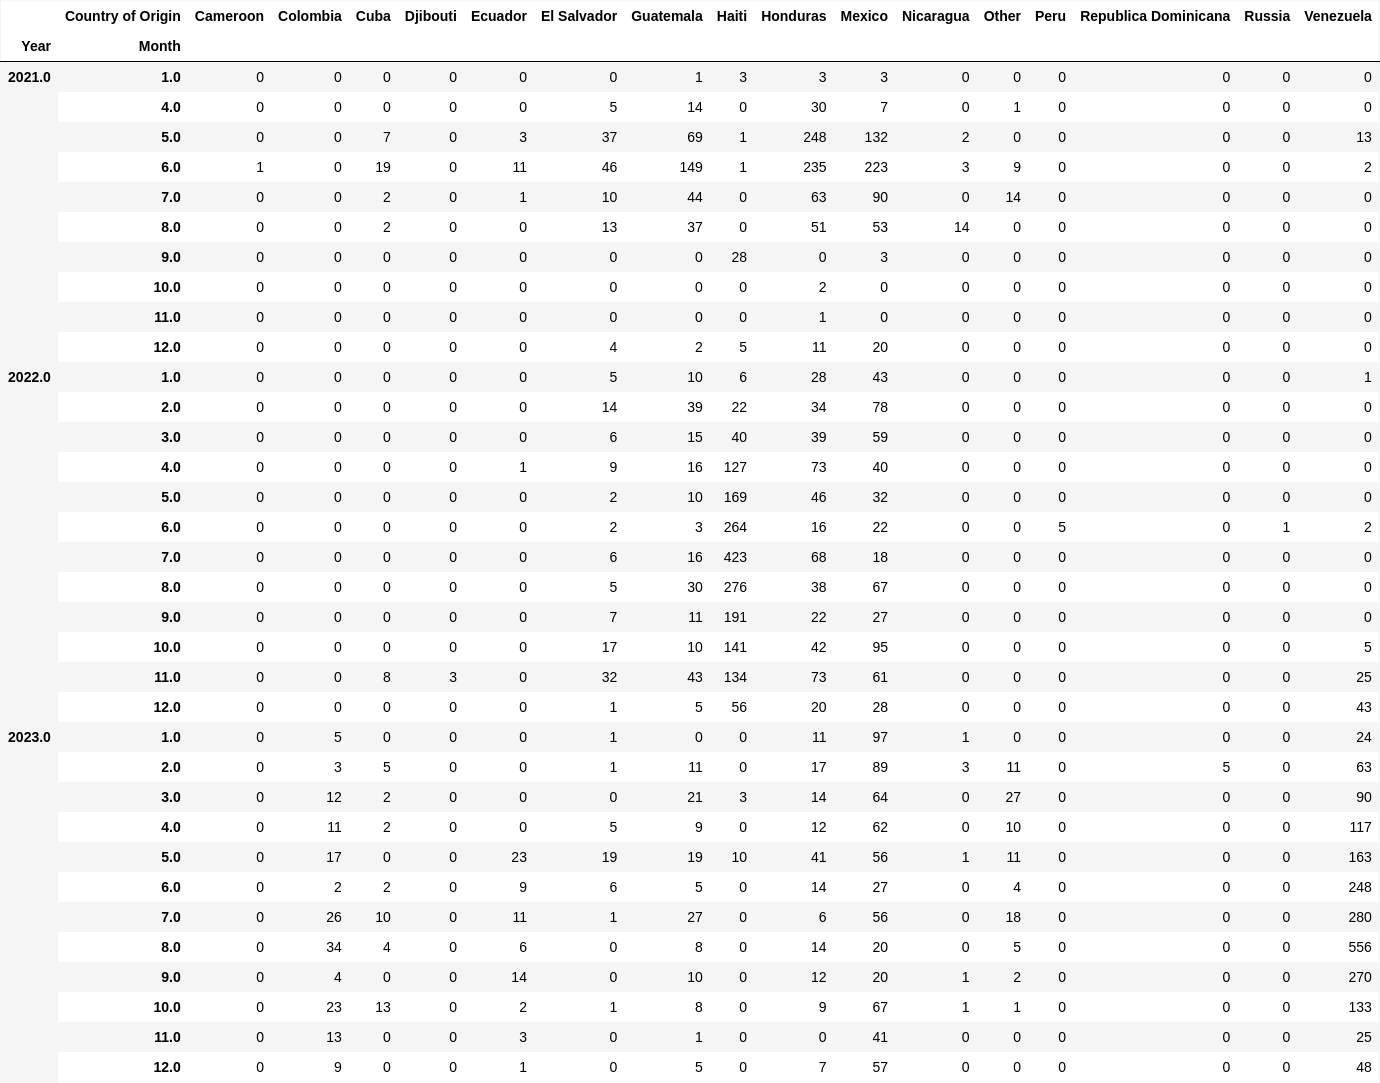 Country of Origin Cameroon Colombia Cuba Djibouti Ecuador El Salvador Guatemala Haiti Honduras Mexico Nicaragua Other Peru Republica Dominicana Russia Venezuela
Year Month
2021.0 1.0 0 0 0 0 0 0 1 3 3 3 0 0 0 0 0 0
4.0 0 0 0 0 0 5 14 0 30 7 0 1 0 0 0 0
5.0 0 0 7 0 3 37 69 1 248 132 2 0 0 0 0 13
6.0 1 0 19 0 11 46 149 1 235 223 3 9 0 0 0 2
7.0 0 0 2 0 1 10 44 0 63 90 0 14 0 0 0 0
8.0 0 0 2 0 0 13 37 0 51 53 14 0 0 0 0 0
9.0 0 0 0 0 0 0 0 28 0 3 0 0 0 0 0 0
10.0 0 0 0 0 0 0 0 0 2 0 0 0 0 0 0 0
11.0 0 0 0 0 0 0 0 0 1 0 0 0 0 0 0 0
12.0 0 0 0 0 0 4 2 5 11 20 0 0 0 0 0 0
2022.0 1.0 0 0 0 0 0 5 10 6 28 43 0 0 0 0 0 1
2.0 0 0 0 0 0 14 39 22 34 78 0 0 0 0 0 0
3.0 0 0 0 0 0 6 15 40 39 59 0 0 0 0 0 0
4.0 0 0 0 0 1 9 16 127 73 40 0 0 0 0 0 0
5.0 0 0 0 0 0 2 10 169 46 32 0 0 0 0 0 0
6.0 0 0 0 0 0 2 3 264 16 22 0 0 5 0 1 2
7.0 0 0 0 0 0 6 16 423 68 18 0 0 0 0 0 0
8.0 0 0 0 0 0 5 30 276 38 67 0 0 0 0 0 0
9.0 0 0 0 0 0 7 11 191 22 27 0 0 0 0 0 0
10.0 0 0 0 0 0 17 10 141 42 95 0 0 0 0 0 5
11.0 0 0 8 3 0 32 43 134 73 61 0 0 0 0 0 25
12.0 0 0 0 0 0 1 5 56 20 28 0 0 0 0 0 43
2023.0 1.0 0 5 0 0 0 1 0 0 11 97 1 0 0 0 0 24
2.0 0 3 5 0 0 1 11 0 17 89 3 11 0 5 0 63
3.0 0 12 2 0 0 0 21 3 14 64 0 27 0 0 0 90
4.0 0 11 2 0 0 5 9 0 12 62 0 10 0 0 0 117
5.0 0 17 0 0 23 19 19 10 41 56 1 11 0 0 0 163
6.0 0 2 2 0 9 6 5 0 14 27 0 4 0 0 0 248
7.0 0 26 10 0 11 1 27 0 6 56 0 18 0 0 0 280
8.0 0 34 4 0 6 0 8 0 14 20 0 5 0 0 0 556
9.0 0 4 0 0 14 0 10 0 12 20 1 2 0 0 0 270
10.0 0 23 13 0 2 1 8 0 9 67 1 1 0 0 0 133
11.0 0 13 0 0 3 0 1 0 0 41 0 0 0 0 0 25
12.0 0 9 0 0 1 0 5 0 7 57 0 0 0 0 0 48